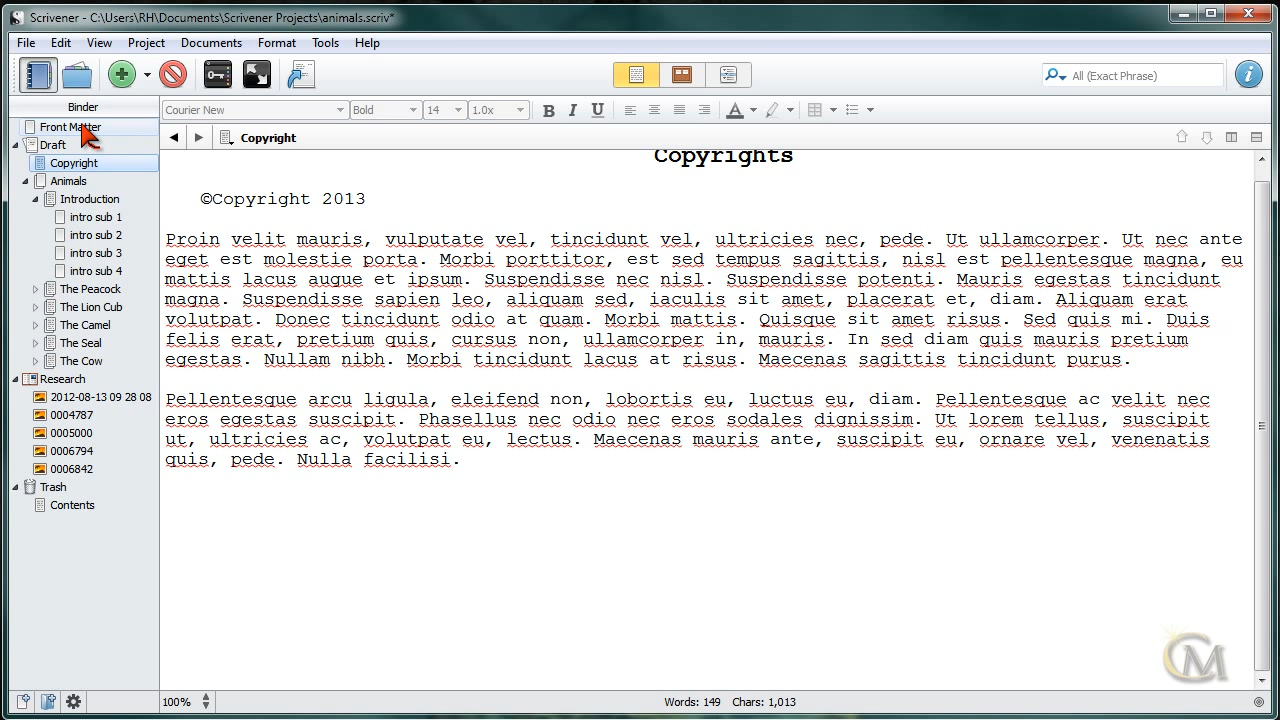 Scrivener - C:\Users\RH\Documents\Scrivener Projects\animals.scriv*
File Edit View Project Documents Format Tools Help
All (Exact Phrase)
Binder
Courier New Bold 14 1.0x B I U A
Front Matter
Copyright
Draft
Copyright
Animals
Introduction
intro sub 1
intro sub 2
intro sub 3
intro sub 4
The Peacock
The Lion Cub
The Camel
The Seal
The Cow
Research
2012-08-13 09 28 08
0004787
0005000
0006794
0006842
Trash
Contents
Copyrights
©Copyright 2013
Proin velit mauris, vulputate vel, tincidunt vel, ultricies nec, pede. Ut ullamcorper. Ut nec ante
eget est molestie porta. Morbi porttitor, est sed tempus sagittis, nisl est pellentesque magna, eu
mattis lacus augue et ipsum. Suspendisse nec nisl. Suspendisse potenti. Mauris egestas tincidunt
magna. Suspendisse sapien leo, aliquam sed, iaculis sit amet, placerat et, diam. Aliquam erat
volutpat. Donec tincidunt odio at quam. Morbi mattis. Quisque sit amet risus. Sed quis mi. Duis
felis erat, pretium quis, cursus non, ullamcorper in, mauris. In sed diam quis mauris pretium
egestas. Nullam nibh. Morbi tincidunt lacus at risus. Maecenas sagittis tincidunt purus.
Pellentesque arcu ligula, eleifend non, lobortis eu, luctus eu, diam. Pellentesque ac velit nec
eros egestas suscipit. Phasellus nec odio nec eros sodales dignissim. Ut lorem tellus, suscipit
ut, ultricies ac, volutpat eu, lectus. Maecenas mauris ante, suscipit eu, ornare vel, venenatis
quis, pede. Nulla facilisi.
CM
100%
Words: 149 Chars: 1,013